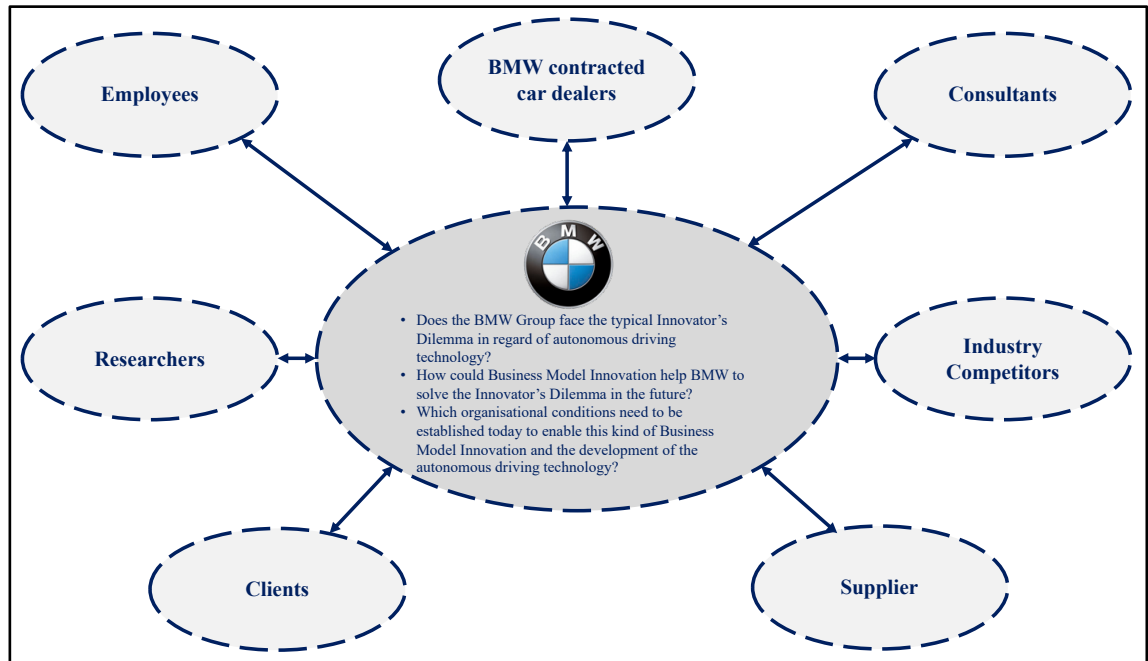 Employees
BMW contracted
car dealers
Consultants
BMW
• Does the BMW Group face the typical Innovator’s
Dilemma in regard of autonomous driving
technology?
• How could Business Model Innovation help BMW to
solve the Innovator’s Dilemma in the future?
• Which organisational conditions need to be
established today to enable this kind of Business
Model Innovation and the development of the
autonomous driving technology?
Researchers
Industry
Competitors
Clients
Supplier